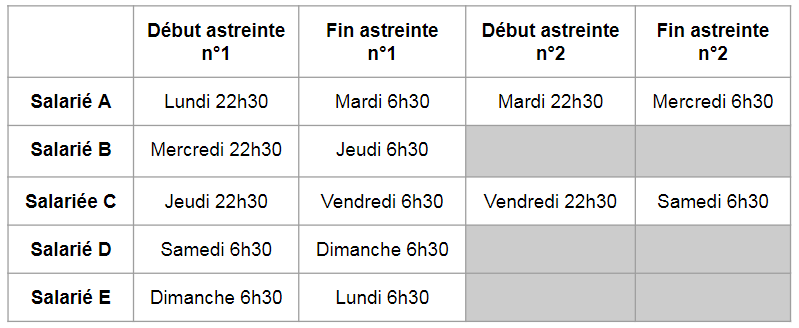 Début astreinte n°1 Fin astreinte n°1 Début astreinte n°2 Fin astreinte n°2
Salarié A Lundi 22h30 Mardi 6h30 Mardi 22h30 Mercredi 6h30
Salarié B Mercredi 22h30 Jeudi 6h30
Salariée C Jeudi 22h30 Vendredi 6h30 Vendredi 22h30 Samedi 6h30
Salarié D Samedi 6h30 Dimanche 6h30
Salarié E Dimanche 6h30 Lundi 6h30